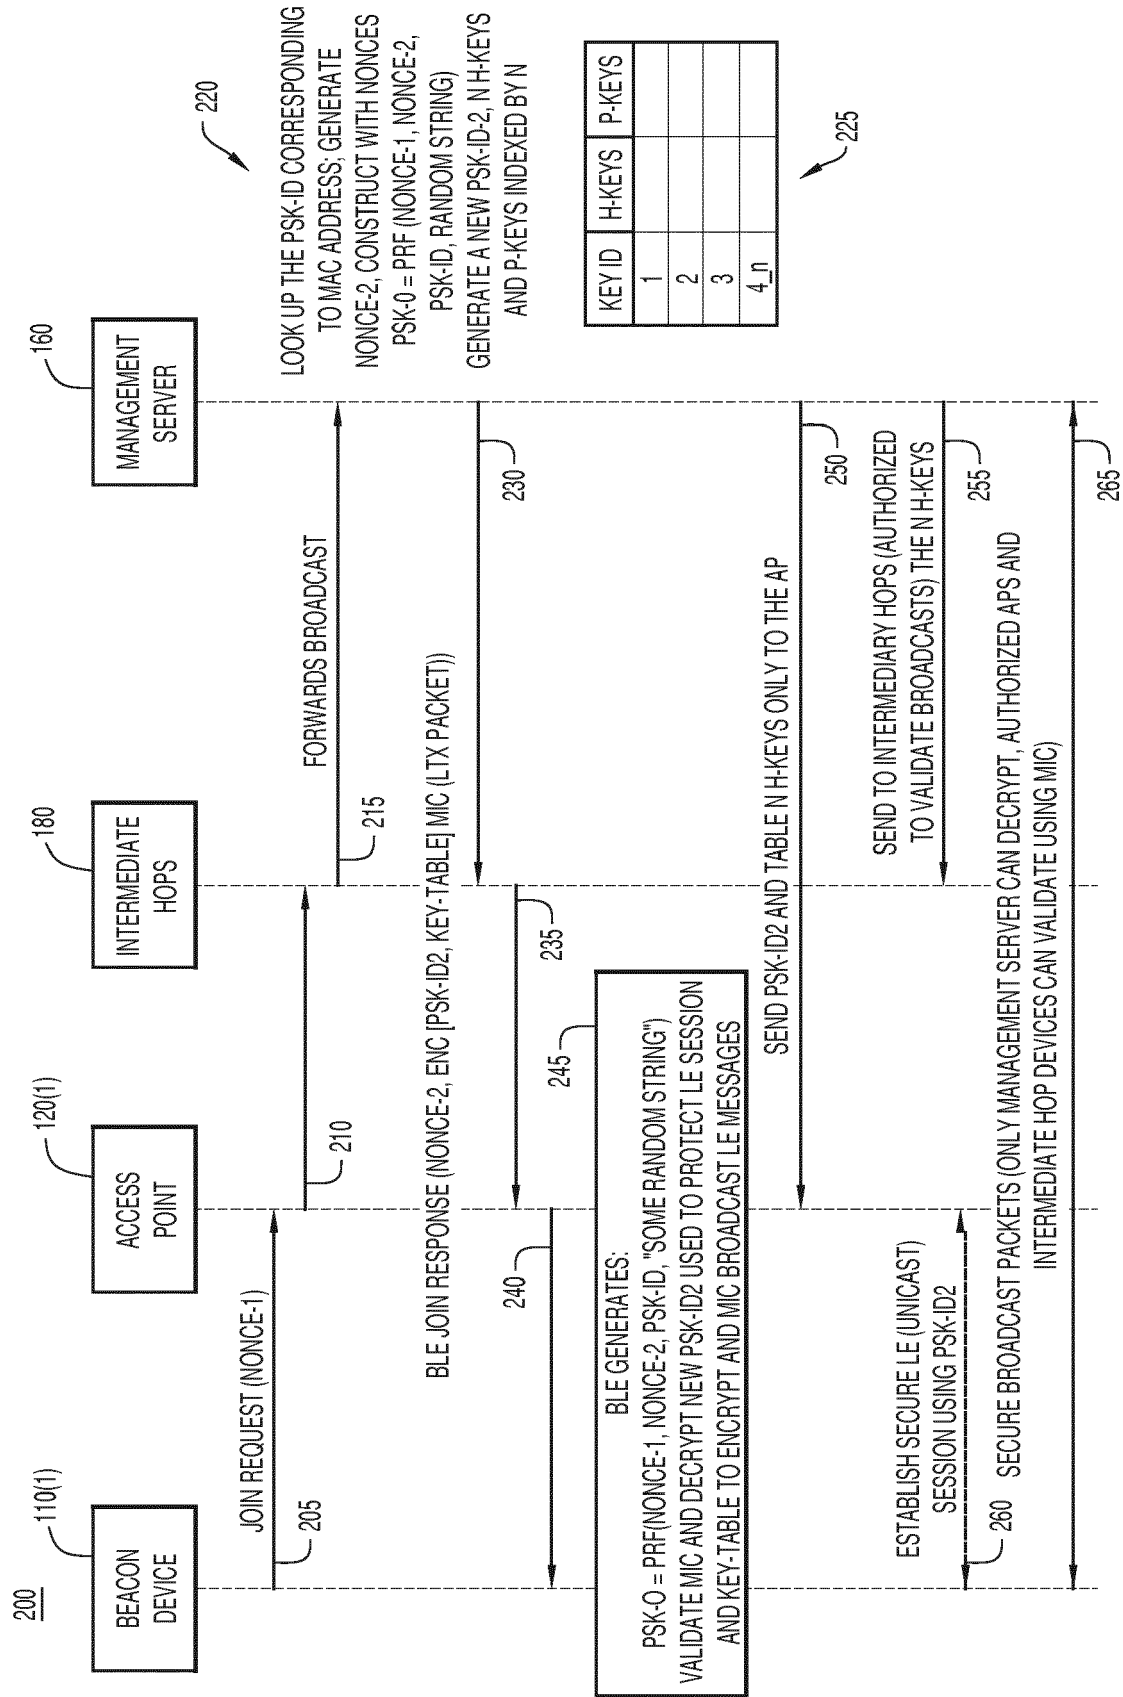 200
110(1)
BEACON
DEVICE
120(1)
ACCESS
POINT
180
INTERMEDIATE
HOPS
160
MANAGEMENT
SERVER
JOIN REQUEST (NONCE-1)
205
210
FORWARDS BROADCAST
215
220
LOOK UP THE PSK-ID CORRESPONDING
TO MAC ADDRESS; GENERATE
NONCE-2, CONSTRUCT WITH NONCES
PSK-0 = PRF (NONCE-1, NONCE-2,
PSK-ID, RANDOM STRING)
GENERATE A NEW PSK-ID-2, N H-KEYS
AND P-KEYS INDEXED BY N
KEY ID H-KEYS P-KEYS
1
2
3
4_n
225
BLE JOIN RESPONSE (NONCE-2, ENC [PSK-ID2, KEY-TABLE] MIC (LTX PACKET))
230
235
240
245
BLE GENERATES:
PSK-O = PRF(NONCE-1, NONCE-2, PSK-ID, "SOME RANDOM STRING")
VALIDATE MIC AND DECRYPT NEW PSK-ID2 USED TO PROTECT LE SESSION
AND KEY-TABLE TO ENCRYPT AND MIC BROADCAST LE MESSAGES
SEND PSK-ID2 AND TABLE N H-KEYS ONLY TO THE AP
250
SEND TO INTERMEDIARY HOPS (AUTHORIZED
TO VALIDATE BROADCASTS) THE N H-KEYS
255
ESTABLISH SECURE LE (UNICAST)
SESSION USING PSK-ID2
260
SECURE BROADCAST PACKETS (ONLY MANAGEMENT SERVER CAN DECRYPT, AUTHORIZED APS AND
INTERMEDIATE HOP DEVICES CAN VALIDATE USING MIC)
265